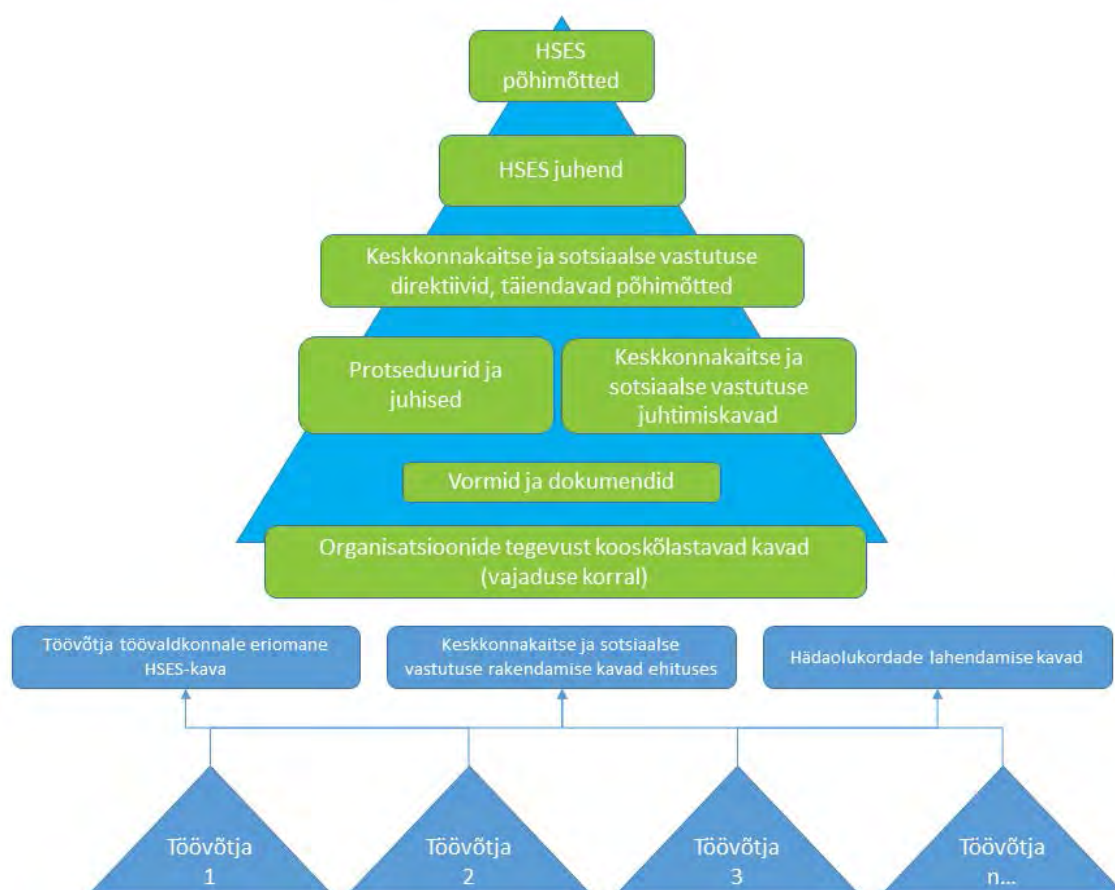 HSES
põhimõtted
HSES juhend
Keskkonnakaitse ja sotsiaalse vastutuse
direktiivid, täiendavad põhimõtted
Protseduurid ja
juhised
Keskkonnakaitse ja
sotsiaalse vastutuse
juhtimiskavad
Vormid ja dokumendid
Organisatsioonide tegevust kooskõlastavad kavad
(vajaduse korral)
Töövõtja töövaldkonnale eriomane
HSES-kava
Keskkonnakaitse ja sotsiaalse
vastutuse rakendamise kavad ehituses
Hädaolukordade lahendamise kavad
Töövõtja
1
Töövõtja
2
Töövõtja
3
Töövõtja
n...